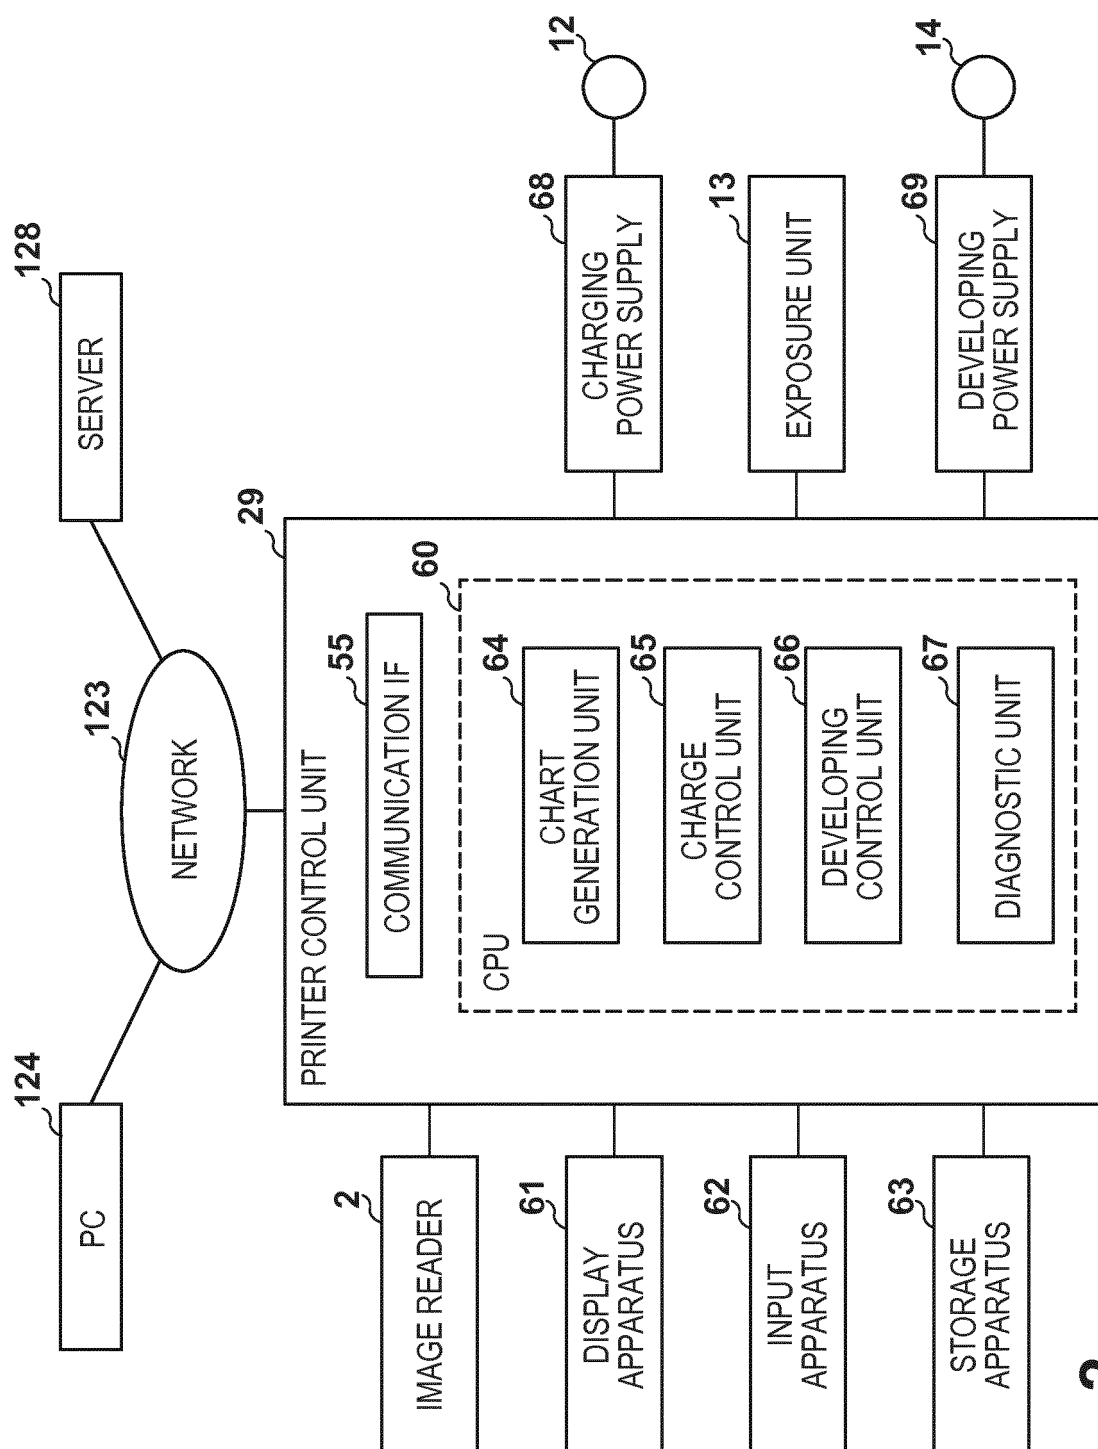 124
PC
123
NETWORK
128
SERVER
29
PRINTER CONTROL UNIT
55
COMMUNICATION IF
60
CPU
64
CHART
GENERATION UNIT
65
CHARGE
CONTROL UNIT
66
DEVELOPING
CONTROL UNIT
67
DIAGNOSTIC UNIT
2
IMAGE READER
61
DISPLAY
APPARATUS
62
INPUT
APPARATUS
63
STORAGE
APPARATUS
68
CHARGING
POWER SUPPLY
12
13
EXPOSURE UNIT
69
DEVELOPING
POWER SUPPLY
14